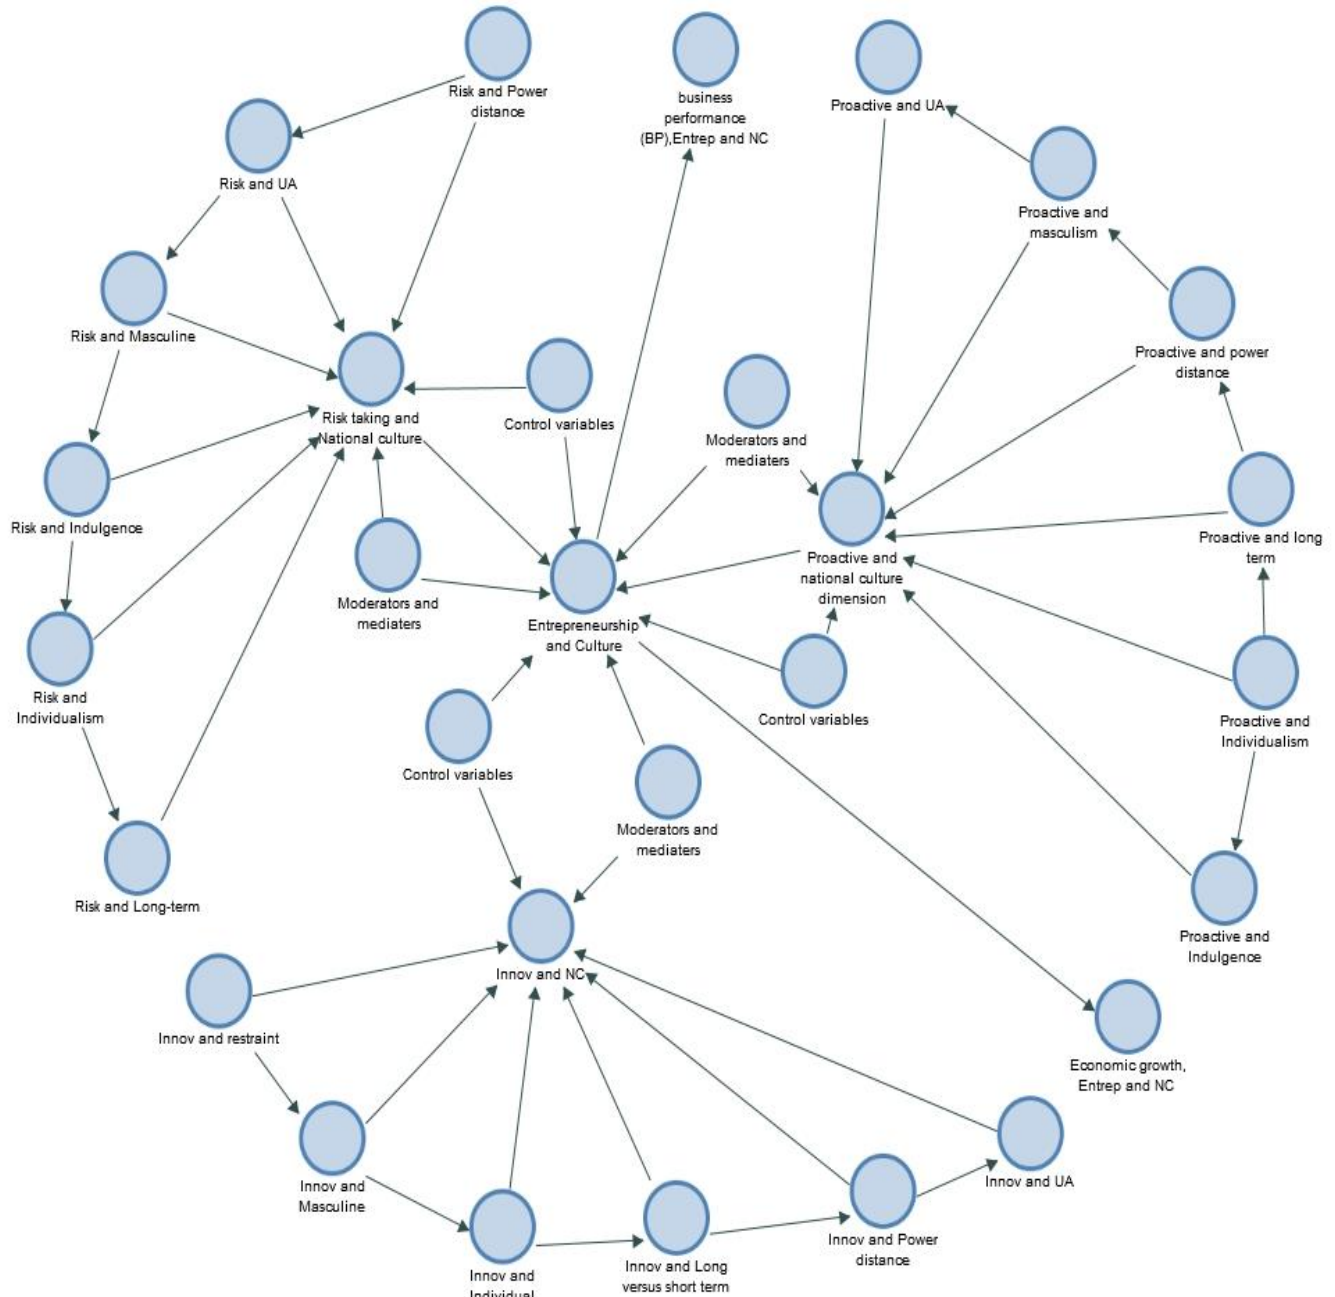 Risk and Power
distance
business
performance
(BP),Entrep and NC
Proactive and UA
Risk and UA
Proactive and
masculism
Risk and Masculine
Proactive and power
distance
Risk taking and
National culture
Control variables
Moderators and
mediaters
Risk and Indulgence
Proactive and long
term
Proactive and
national culture
dimension
Moderators and
mediaters
Entrepreneurship
and Culture
Risk and
Individualism
Control variables
Proactive and
Individualism
Control variables
Moderators and
mediaters
Risk and Long-term
Proactive and
Indulgence
Innov and NC
Innov and restraint
Economic growth,
Entrep and NC
Innov and
Masculine
Innov and UA
Innov and Power
distance
Innov and Long
versus short term
Innov and
Individual